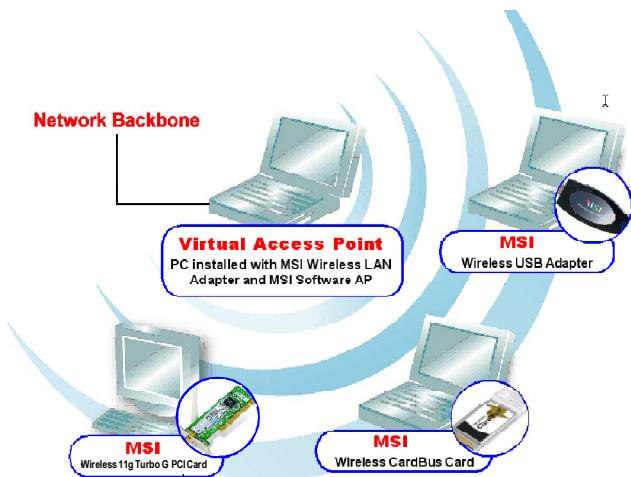 Network Backbone
Virtual Access Point
PC installed with MSI Wireless LAN
Adapter and MSI Software AP
MSI
MSI
Wireless USB Adapter
MSI
Wireless 11g Turbo G PCI Card
MSI
Wireless CardBus Card